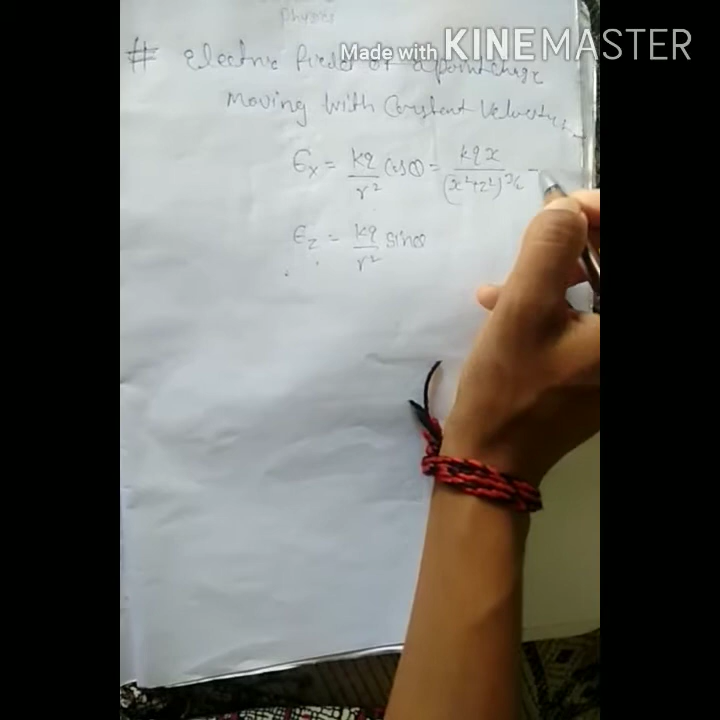 Physics
Made with KINEMASTER
# Electric field of a point charge
moving with Constant Velocity
Ex = kq/r² cosθ = kqx/(x²+z²)^3/2 -
Ez = kq/r² sinθ